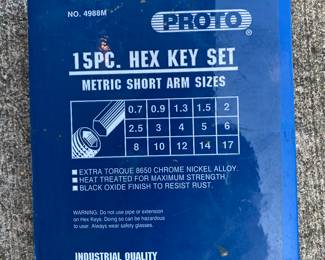 NO. 4988M
PROTO®
15PC. HEX KEY SET
METRIC SHORT ARM SIZES
0.7 0.9 1.3 1.5 2
2.5 3 4 5 6
8 10 12 14 17
■ EXTRA TORQUE 8650 CHROME NICKEL ALLOY.
■ HEAT TREATED FOR MAXIMUM STRENGTH.
■ BLACK OXIDE FINISH TO RESIST RUST.
WARNING: Do not use pipe or extension
on Hex Keys. Doing so can be hazardous
to user. Always wear safety glasses.
INDUSTRIAL QUALITY